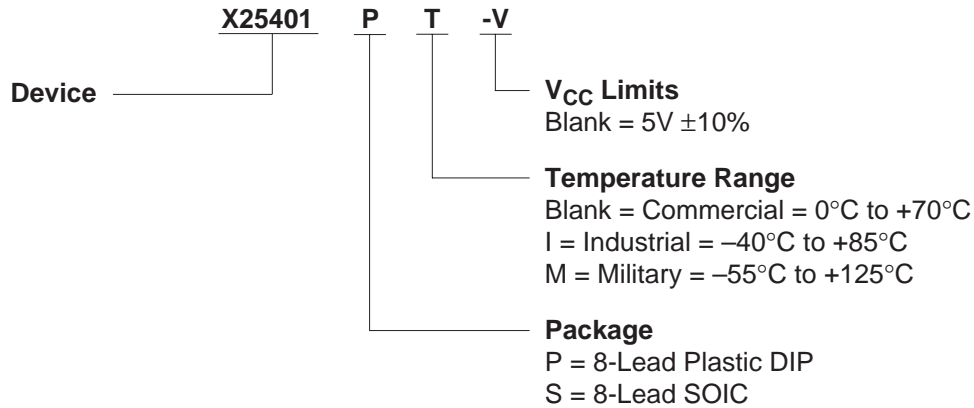 X25401 P T -V
Device
VCC Limits
Blank = 5V ±10%
Temperature Range
Blank = Commercial = 0°C to +70°C
I = Industrial = –40°C to +85°C
M = Military = –55°C to +125°C
Package
P = 8-Lead Plastic DIP
S = 8-Lead SOIC